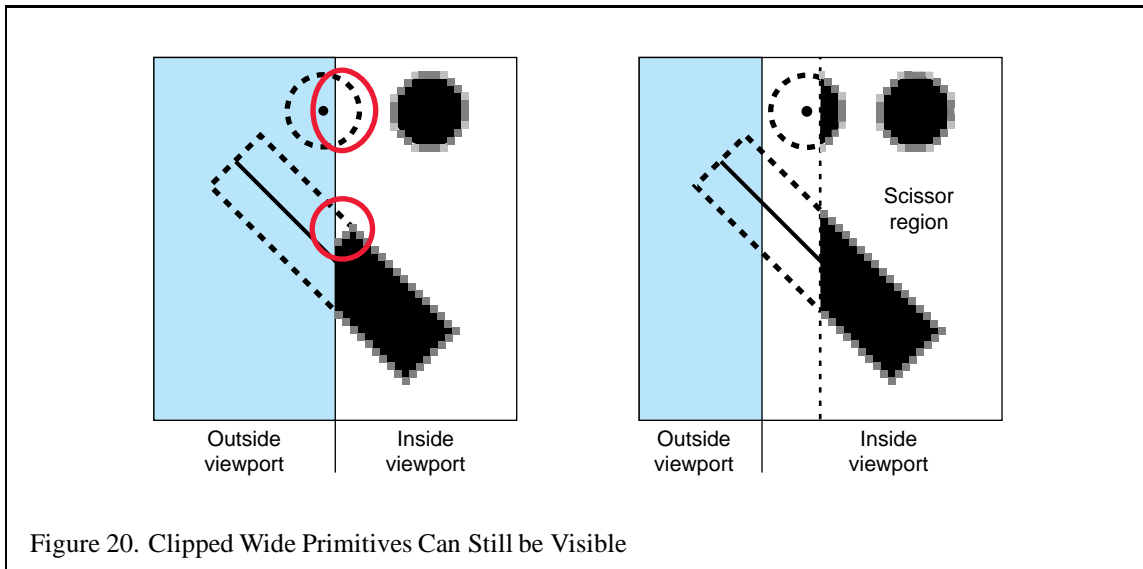 Scissor
region
Outside
viewport
Inside
viewport
Outside
viewport
Inside
viewport
Figure 20. Clipped Wide Primitives Can Still be Visible